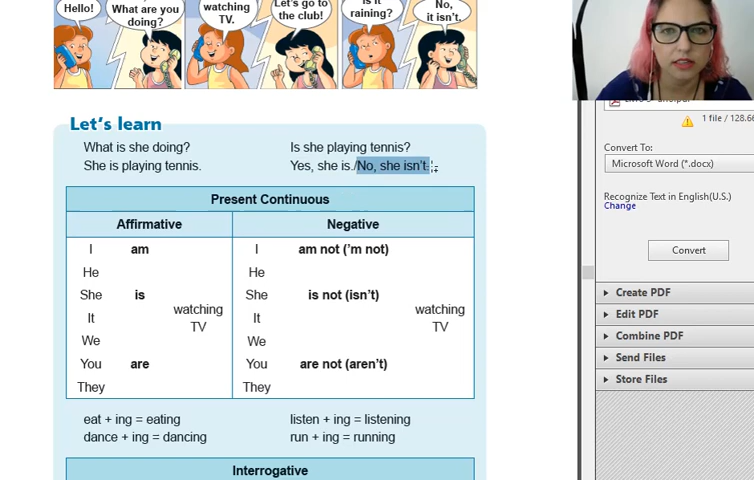 Hello!
What are you
doing?
watching
TV.
Let's go to
the club!
Is it
raining?
No,
it isn't.
Let's learn
What is she doing?
She is playing tennis.
Is she playing tennis?
Yes, she is./No, she isn't.
Present Continuous
Affirmative
Negative
I am
He
She is
It
We
You are
They
watching
TV
I am not ('m not)
He
She is not (isn't)
It
We
You are not (aren't)
They
watching
TV
eat + ing = eating
dance + ing = dancing
listen + ing = listening
run + ing = running
Interrogative
1 file / 128.66
Convert To:
Microsoft Word (*.docx)
Recognize Text in English(U.S.)
Change
Convert
Create PDF
Edit PDF
Combine PDF
Send Files
Store Files